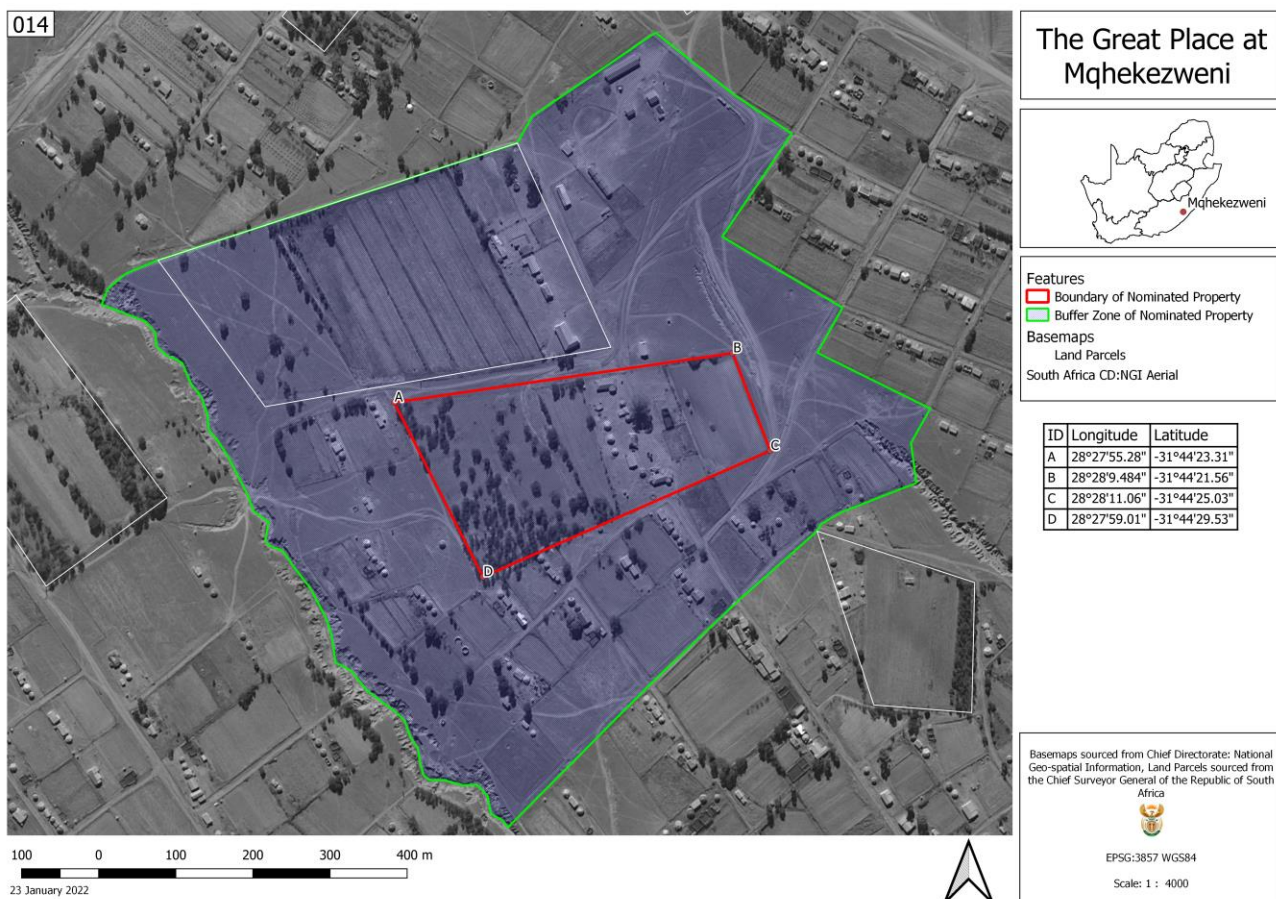 014
A
B
C
D
100 0 100 200 300 400 m
23 January 2022
The Great Place at
Mqhekezweni
Mqhekezweni
Features
Boundary of Nominated Property
Buffer Zone of Nominated Property
Basemaps
Land Parcels
South Africa CD:NGI Aerial
ID Longitude Latitude
A 28°27'55.28" -31°44'23.31"
B 28°28'9.484" -31°44'21.56"
C 28°28'11.06" -31°44'25.03"
D 28°27'59.01" -31°44'29.53"
Basemaps sourced from Chief Directorate: National
Geo-spatial Information, Land Parcels sourced from
the Chief Surveyor General of the Republic of South
Africa
EPSG:3857 WGS84
Scale: 1 : 4000